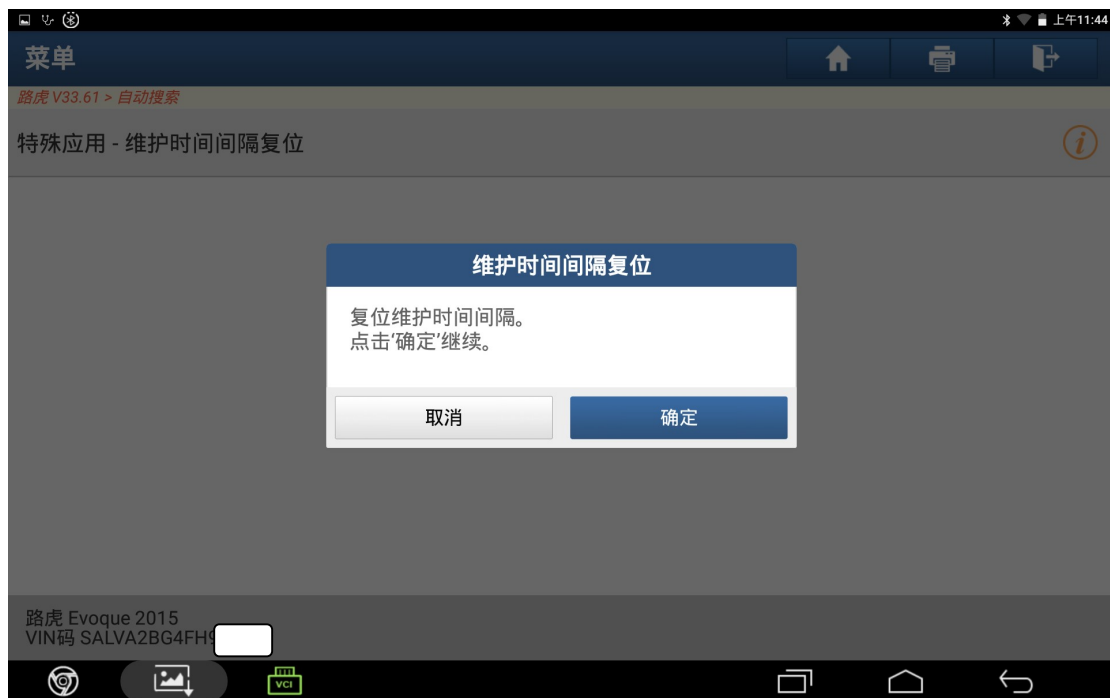 上午11:44
菜单
路虎 V33.61 > 自动搜索
特殊应用 - 维护时间间隔复位
i
维护时间间隔复位
复位维护时间间隔。
点击‘确定’继续。
取消
确定
路虎 Evoque 2015
VIN码 SALVA2BG4FH9
VCI